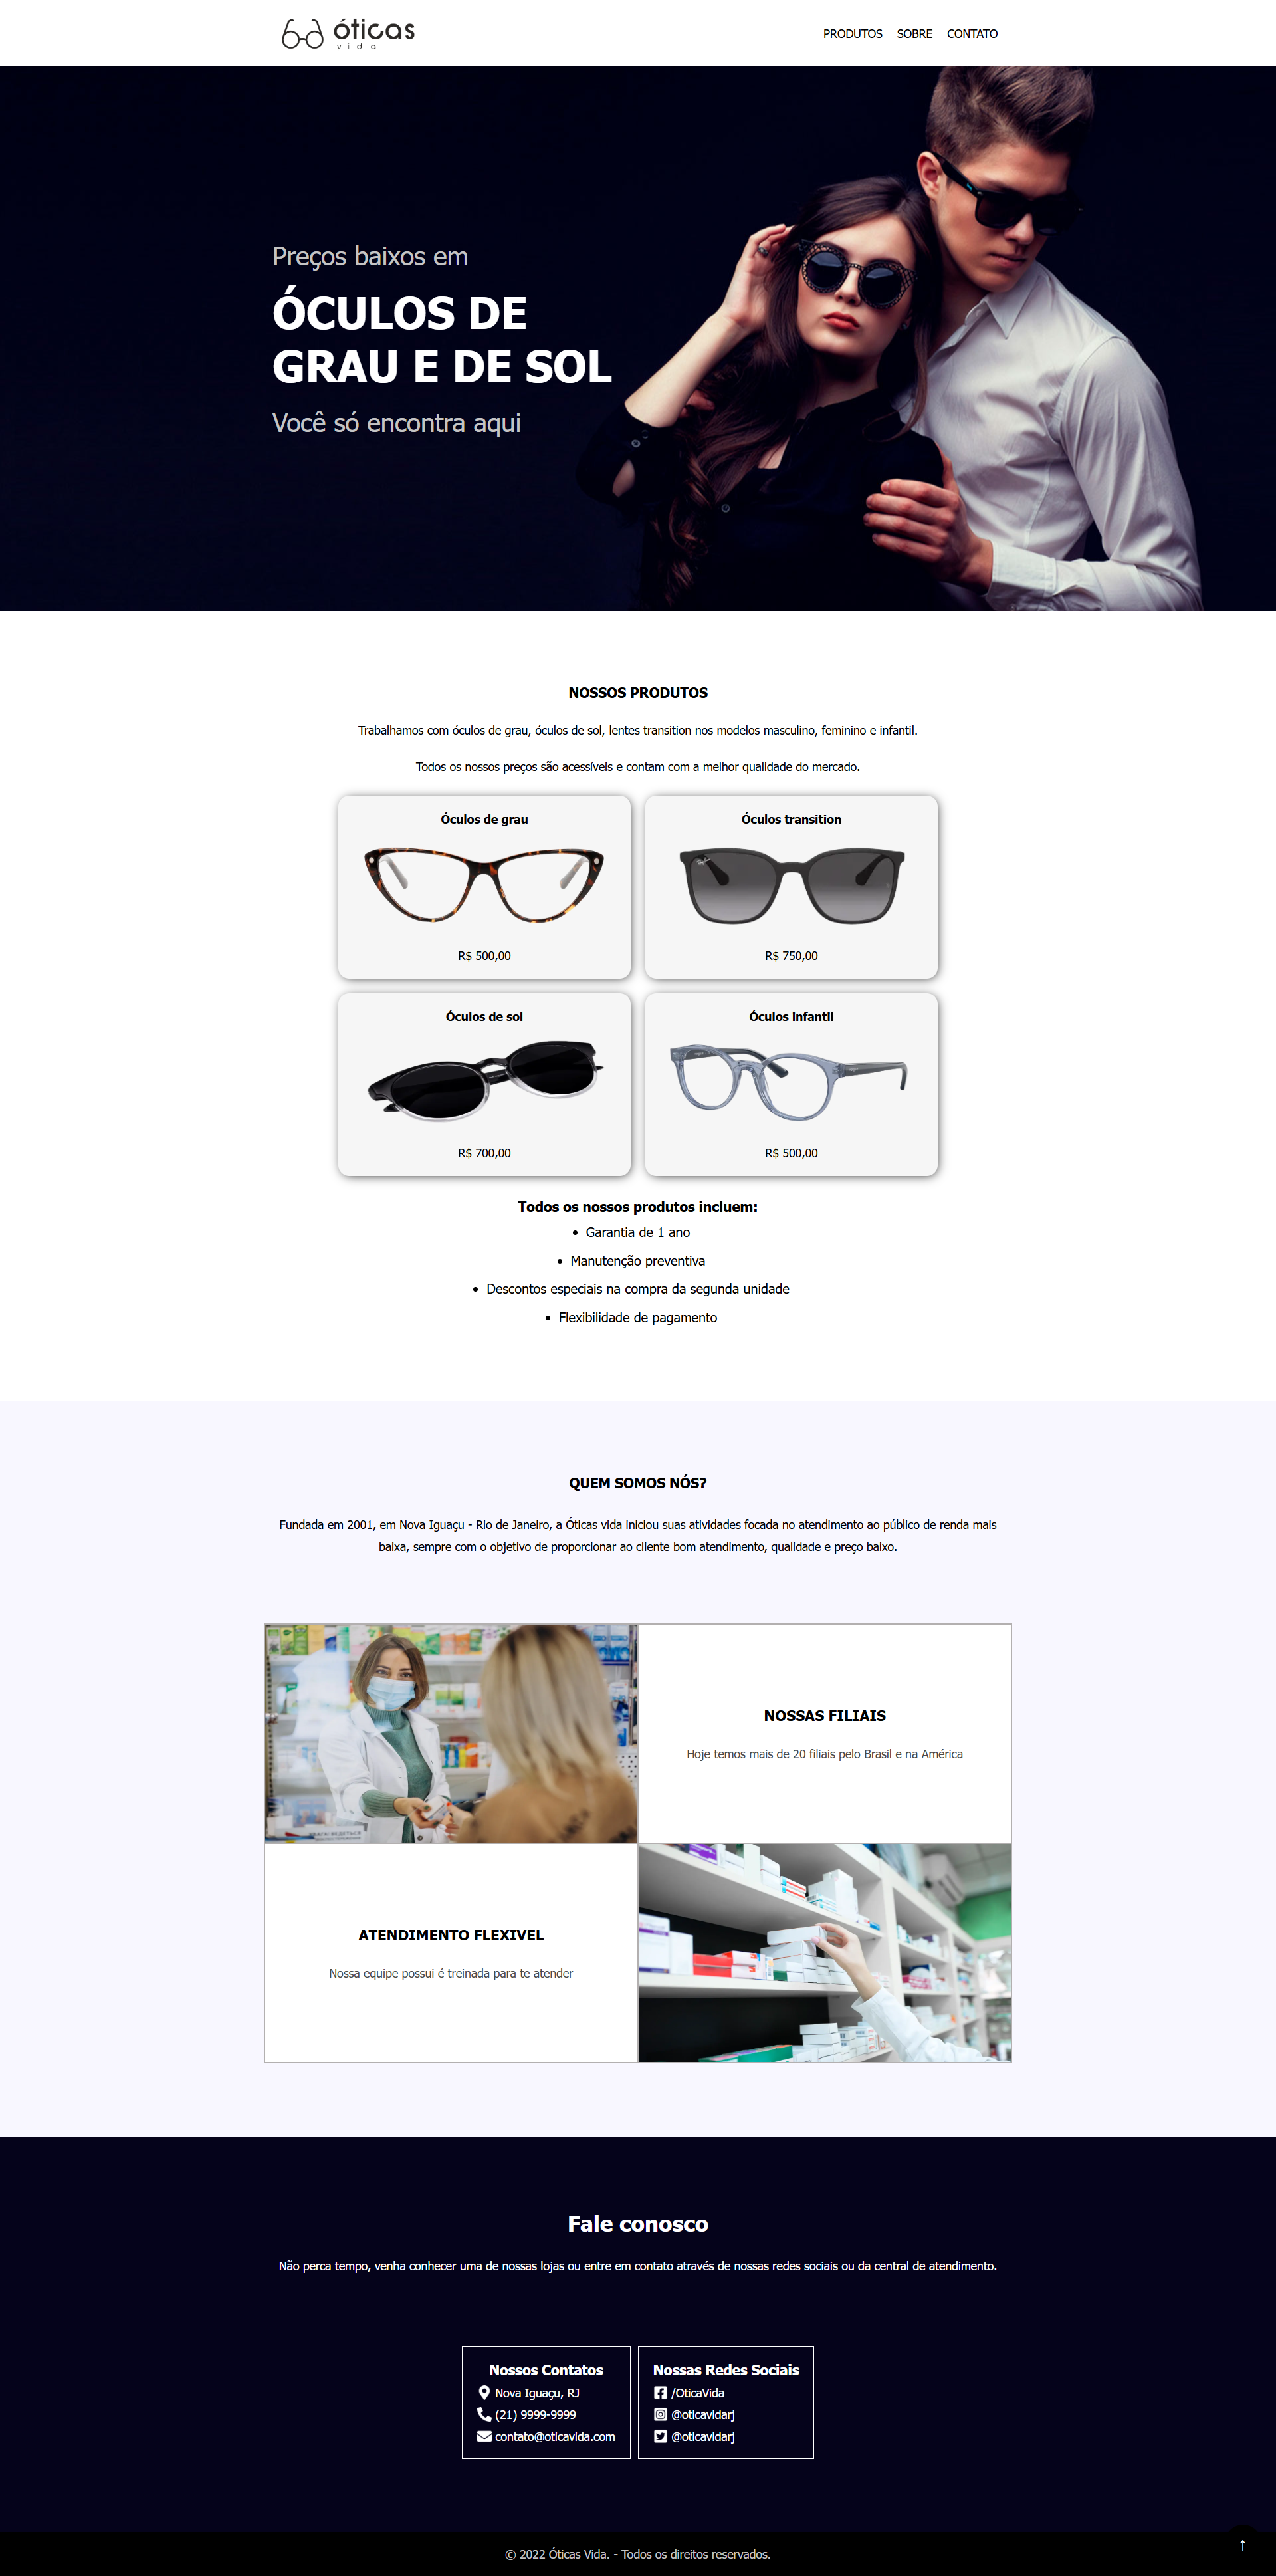 óticas
vida
PRODUTOS SOBRE CONTATO
Preços baixos em
ÓCULOS DE
GRAU E DE SOL
Você só encontra aqui
NOSSOS PRODUTOS
Trabalhamos com óculos de grau, óculos de sol, lentes transition nos modelos masculino, feminino e infantil.
Todos os nossos preços são acessíveis e contam com a melhor qualidade do mercado.
Óculos de grau
R$ 500,00
Óculos transition
Ray-Ban
R$ 750,00
Óculos de sol
R$ 700,00
Óculos infantil
R$ 500,00
Todos os nossos produtos incluem:
• Garantia de 1 ano
• Manutenção preventiva
• Descontos especiais na compra da segunda unidade
• Flexibilidade de pagamento
QUEM SOMOS NÓS?
Fundada em 2001, em Nova Iguaçu - Rio de Janeiro, a Óticas vida iniciou suas atividades focada no atendimento ao público de renda mais
baixa, sempre com o objetivo de proporcionar ao cliente bom atendimento, qualidade e preço baixo.
NOSSAS FILIAIS
Hoje temos mais de 20 filiais pelo Brasil e na América
ATENDIMENTO FLEXIVEL
Nossa equipe possui é treinada para te atender
Fale conosco
Não perca tempo, venha conhecer uma de nossas lojas ou entre em contato através de nossas redes sociais ou da central de atendimento.
Nossos Contatos
Nova Iguaçu, RJ
(21) 9999-9999
contato@oticavida.com
Nossas Redes Sociais
/OticaVida
@oticavidarj
@oticavidarj
© 2022 Óticas Vida. - Todos os direitos reservados.
↑